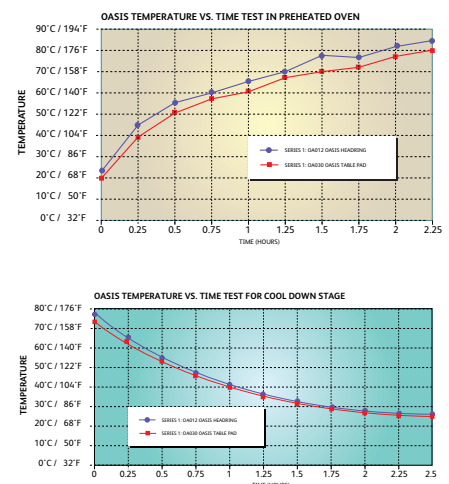 OASIS TEMPERATURE VS. TIME TEST IN PREHEATED OVEN
90°C / 194°F
80°C / 176°F
70°C / 158°F
60°C / 140°F
50°C / 122°F
40°C / 104°F
30°C / 86°F
20°C / 68°F
10°C / 50°F
0°C / 32°F
TEMPERATURE
SERIES 1: OA012 OASIS HEADRING
SERIES 1: OA030 OASIS TABLE PAD
0 0.25 0.5 0.75 1 1.25 1.5 1.75 2 2.25
TIME (HOURS)
OASIS TEMPERATURE VS. TIME TEST FOR COOL DOWN STAGE
80°C / 176°F
70°C / 158°F
60°C / 140°F
50°C / 122°F
40°C / 104°F
30°C / 86°F
20°C / 68°F
10°C / 50°F
0°C / 32°F
TEMPERATURE
SERIES 1: OA012 OASIS HEADRING
SERIES 1: OA030 OASIS TABLE PAD
0 0.25 0.5 0.75 1 1.25 1.5 1.75 2 2.25 2.5